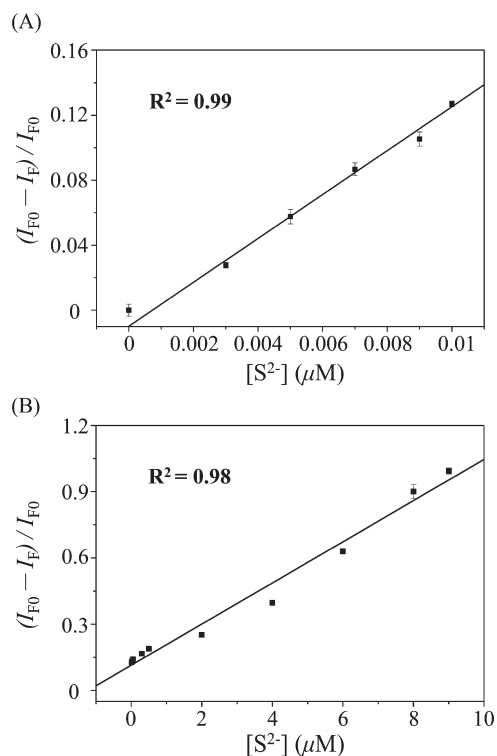 (A)
0.16
R² = 0.99
0.12
(I_F0 — I_F) / I_F0
0.08
0.04
0
0 0.002 0.004 0.006 0.008 0.01
[S²⁻] (μM)
(B)
1.2
R² = 0.98
0.9
(I_F0 — I_F) / I_F0
0.6
0.3
0
0 2 4 6 8 10
[S²⁻] (μM)